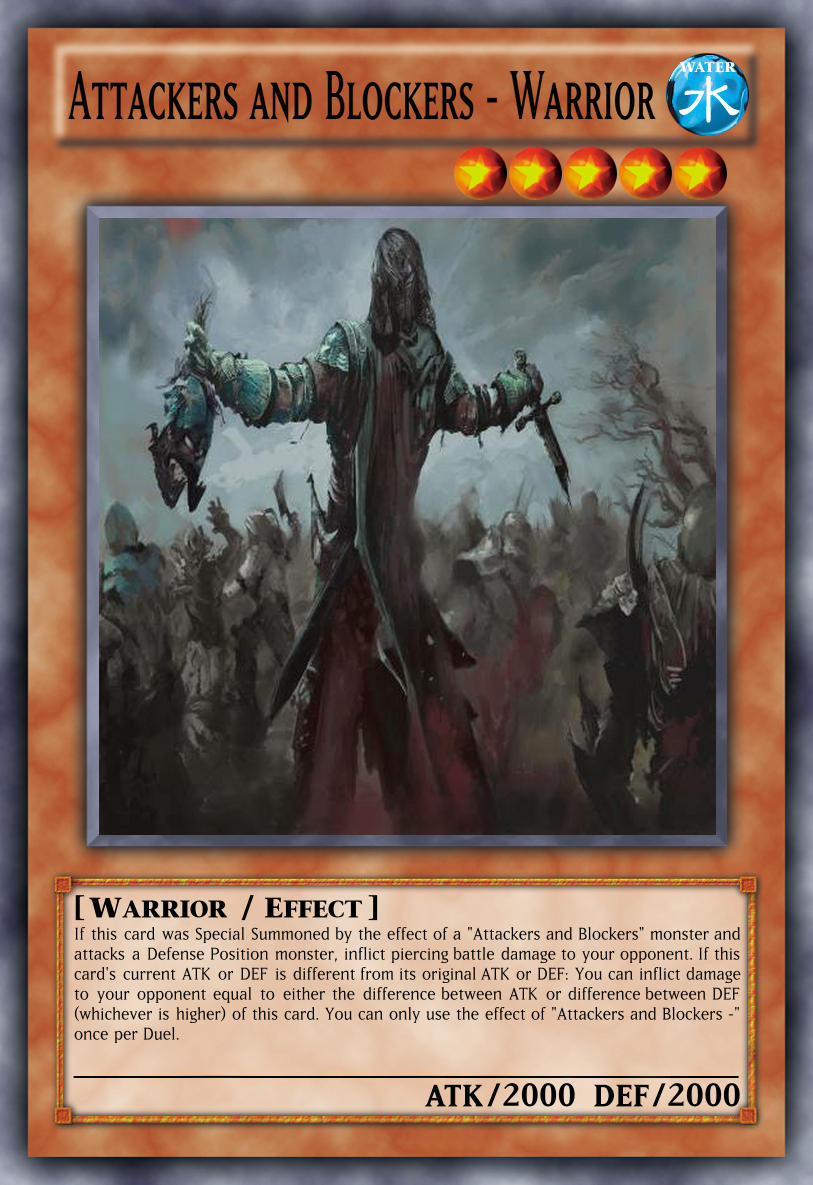 Attackers and Blockers - Warrior
WATER
水
[ Warrior / Effect ]
If this card was Special Summoned by the effect of a "Attackers and Blockers" monster and
attacks a Defense Position monster, inflict piercing battle damage to your opponent. If this
card's current ATK or DEF is different from its original ATK or DEF: You can inflict damage
to your opponent equal to either the difference between ATK or difference between DEF
(whichever is higher) of this card. You can only use the effect of "Attackers and Blockers -"
once per Duel.
ATK/2000 DEF/2000